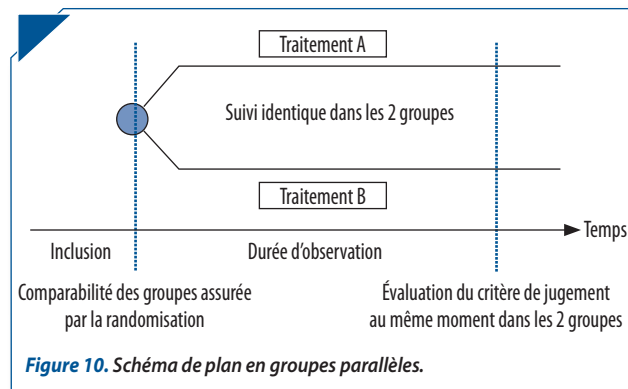 Traitement A
Suivi identique dans les 2 groupes
Traitement B
Temps
Inclusion
Durée d'observation
Comparabilité des groupes assurée
par la randomisation
Évaluation du critère de jugement
au même moment dans les 2 groupes
Figure 10. Schéma de plan en groupes parallèles.